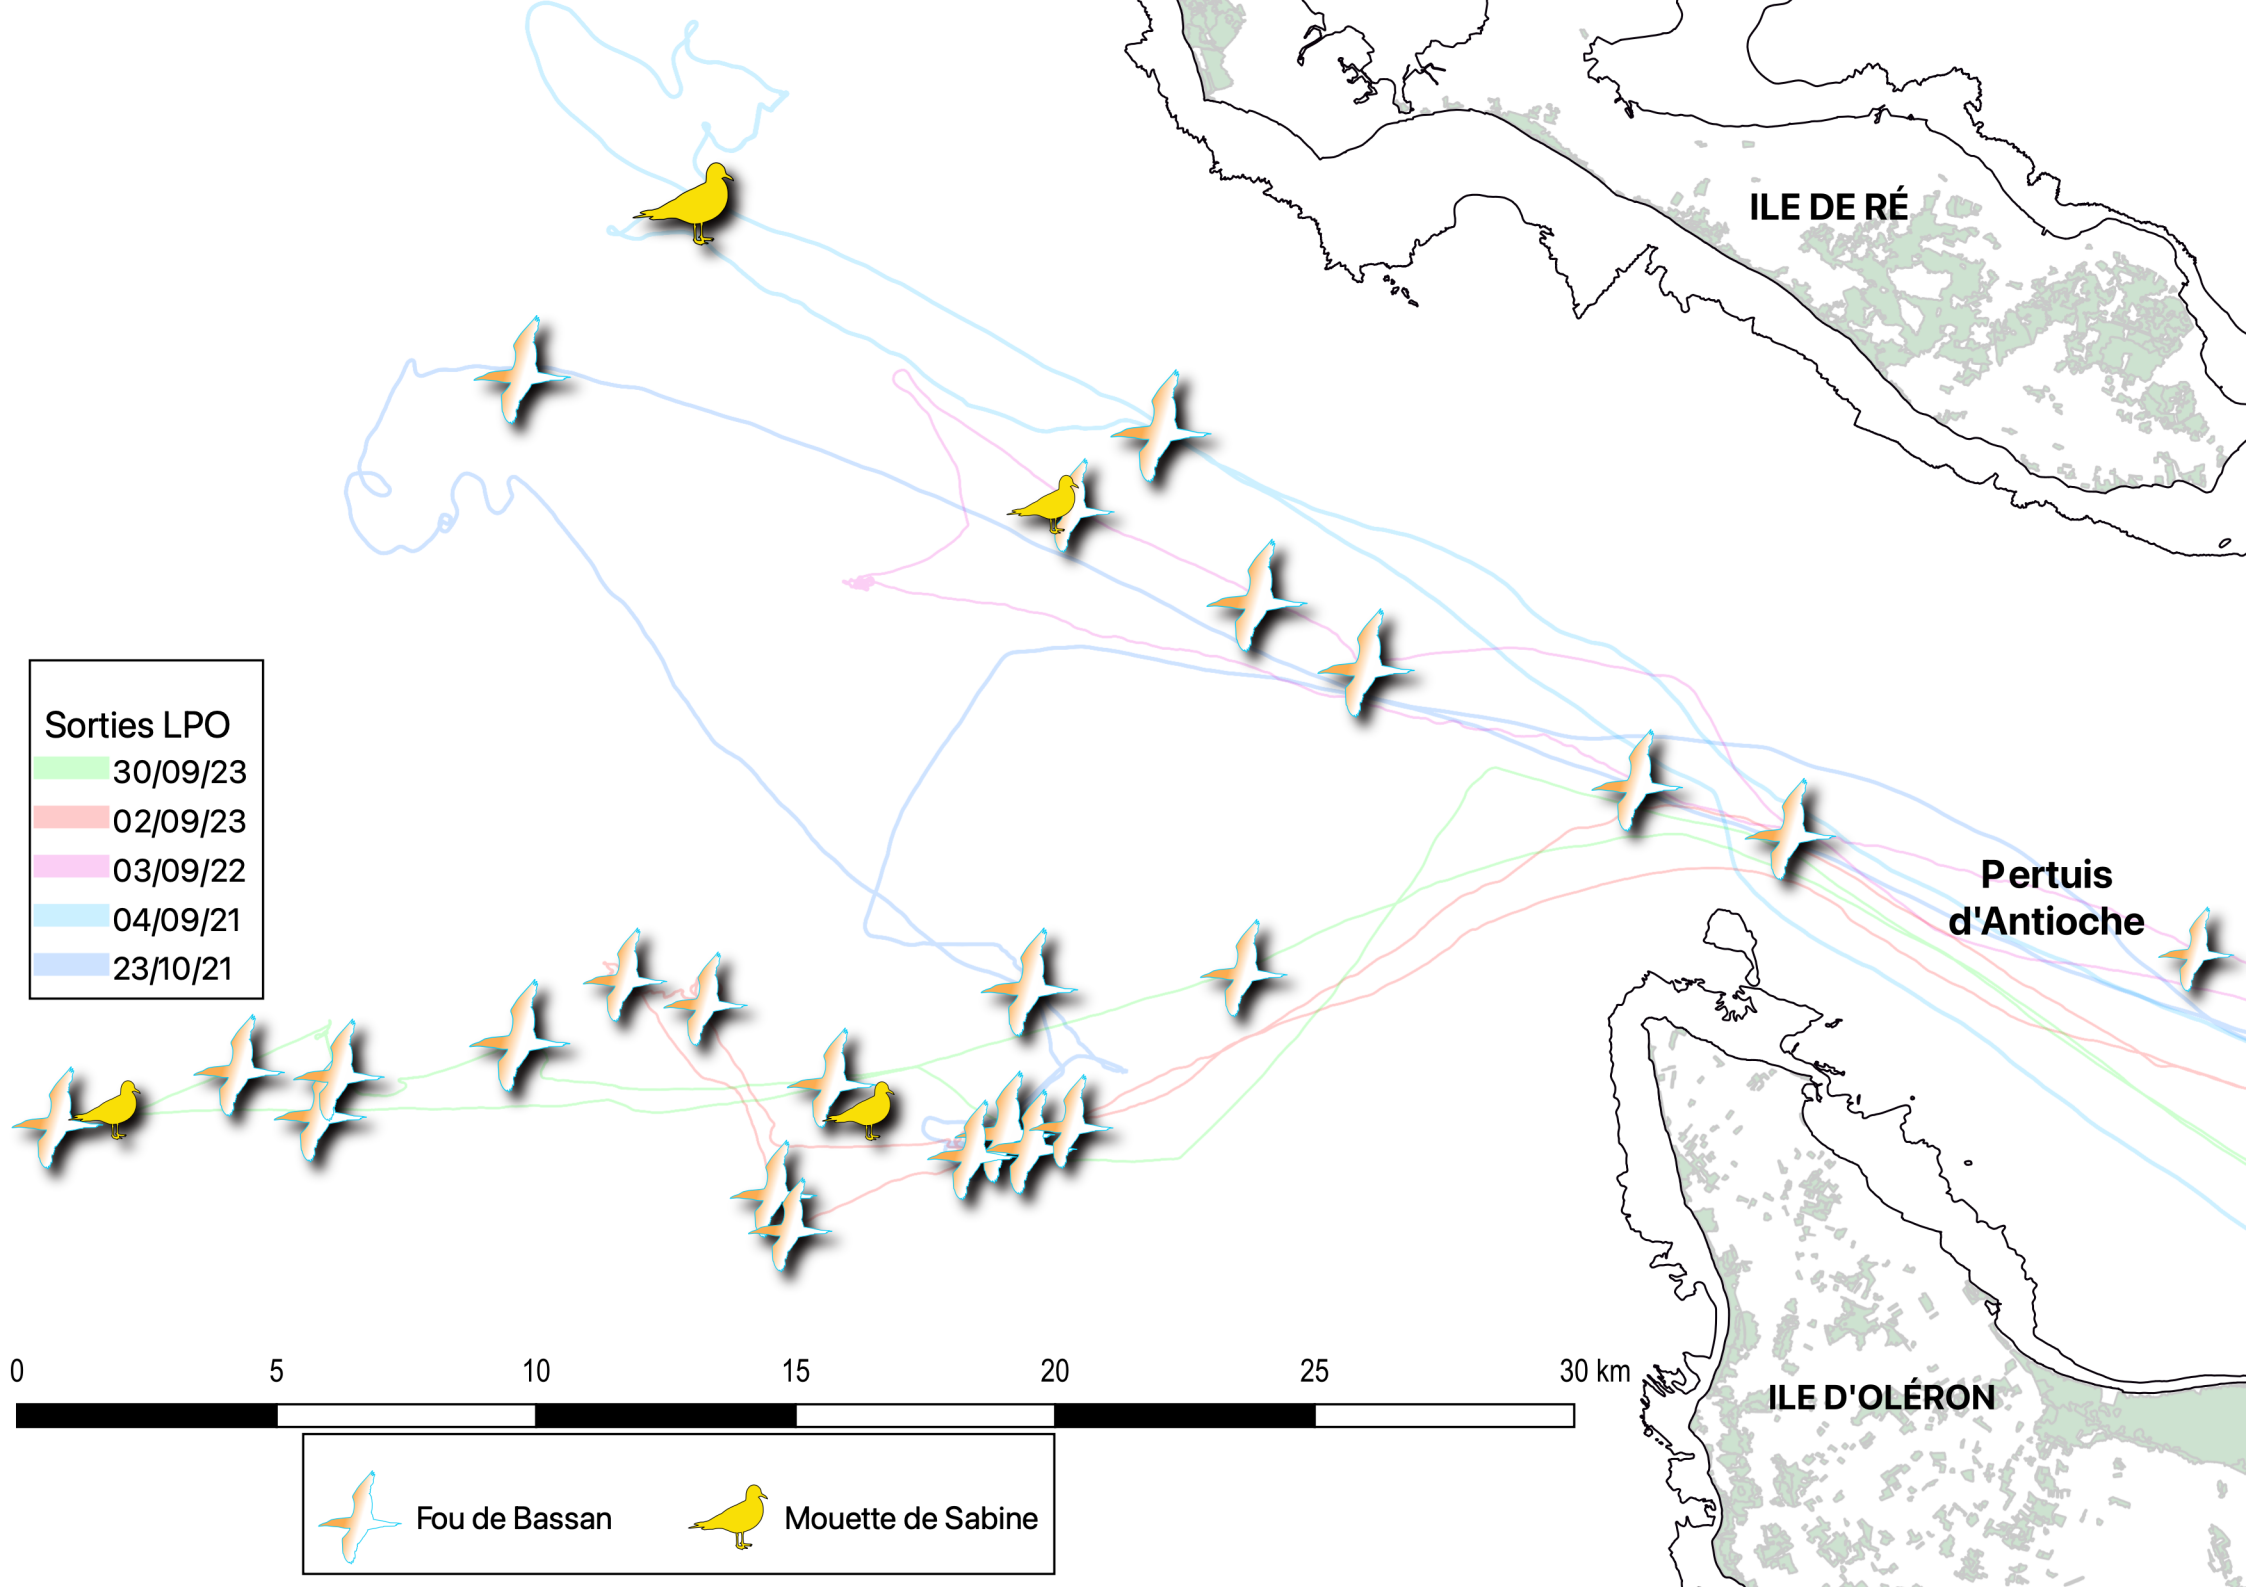 ILE DE RÉ
Sorties LPO
30/09/23
02/09/23
03/09/22
04/09/21
23/10/21
Pertuis
d'Antioche
0 5 10 15 20 25 30 km
ILE D'OLÉRON
Fou de Bassan Mouette de Sabine